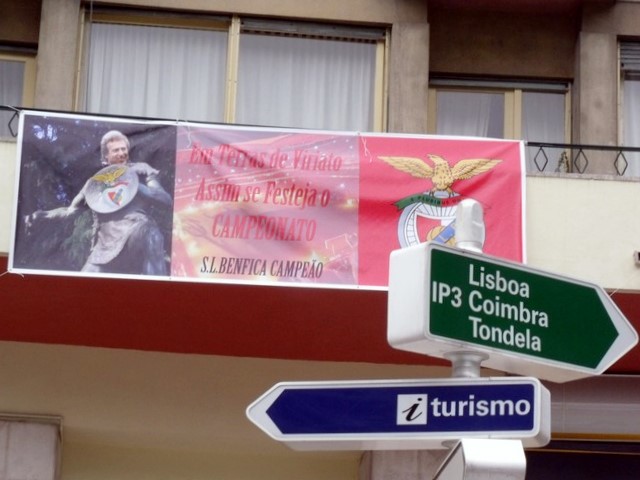 Em Terras de Viriato
Assim se Festeja o
CAMPEONATO
S.L.BENFICA CAMPEÃO
Lisboa
IP3 Coimbra
Tondela
i turismo